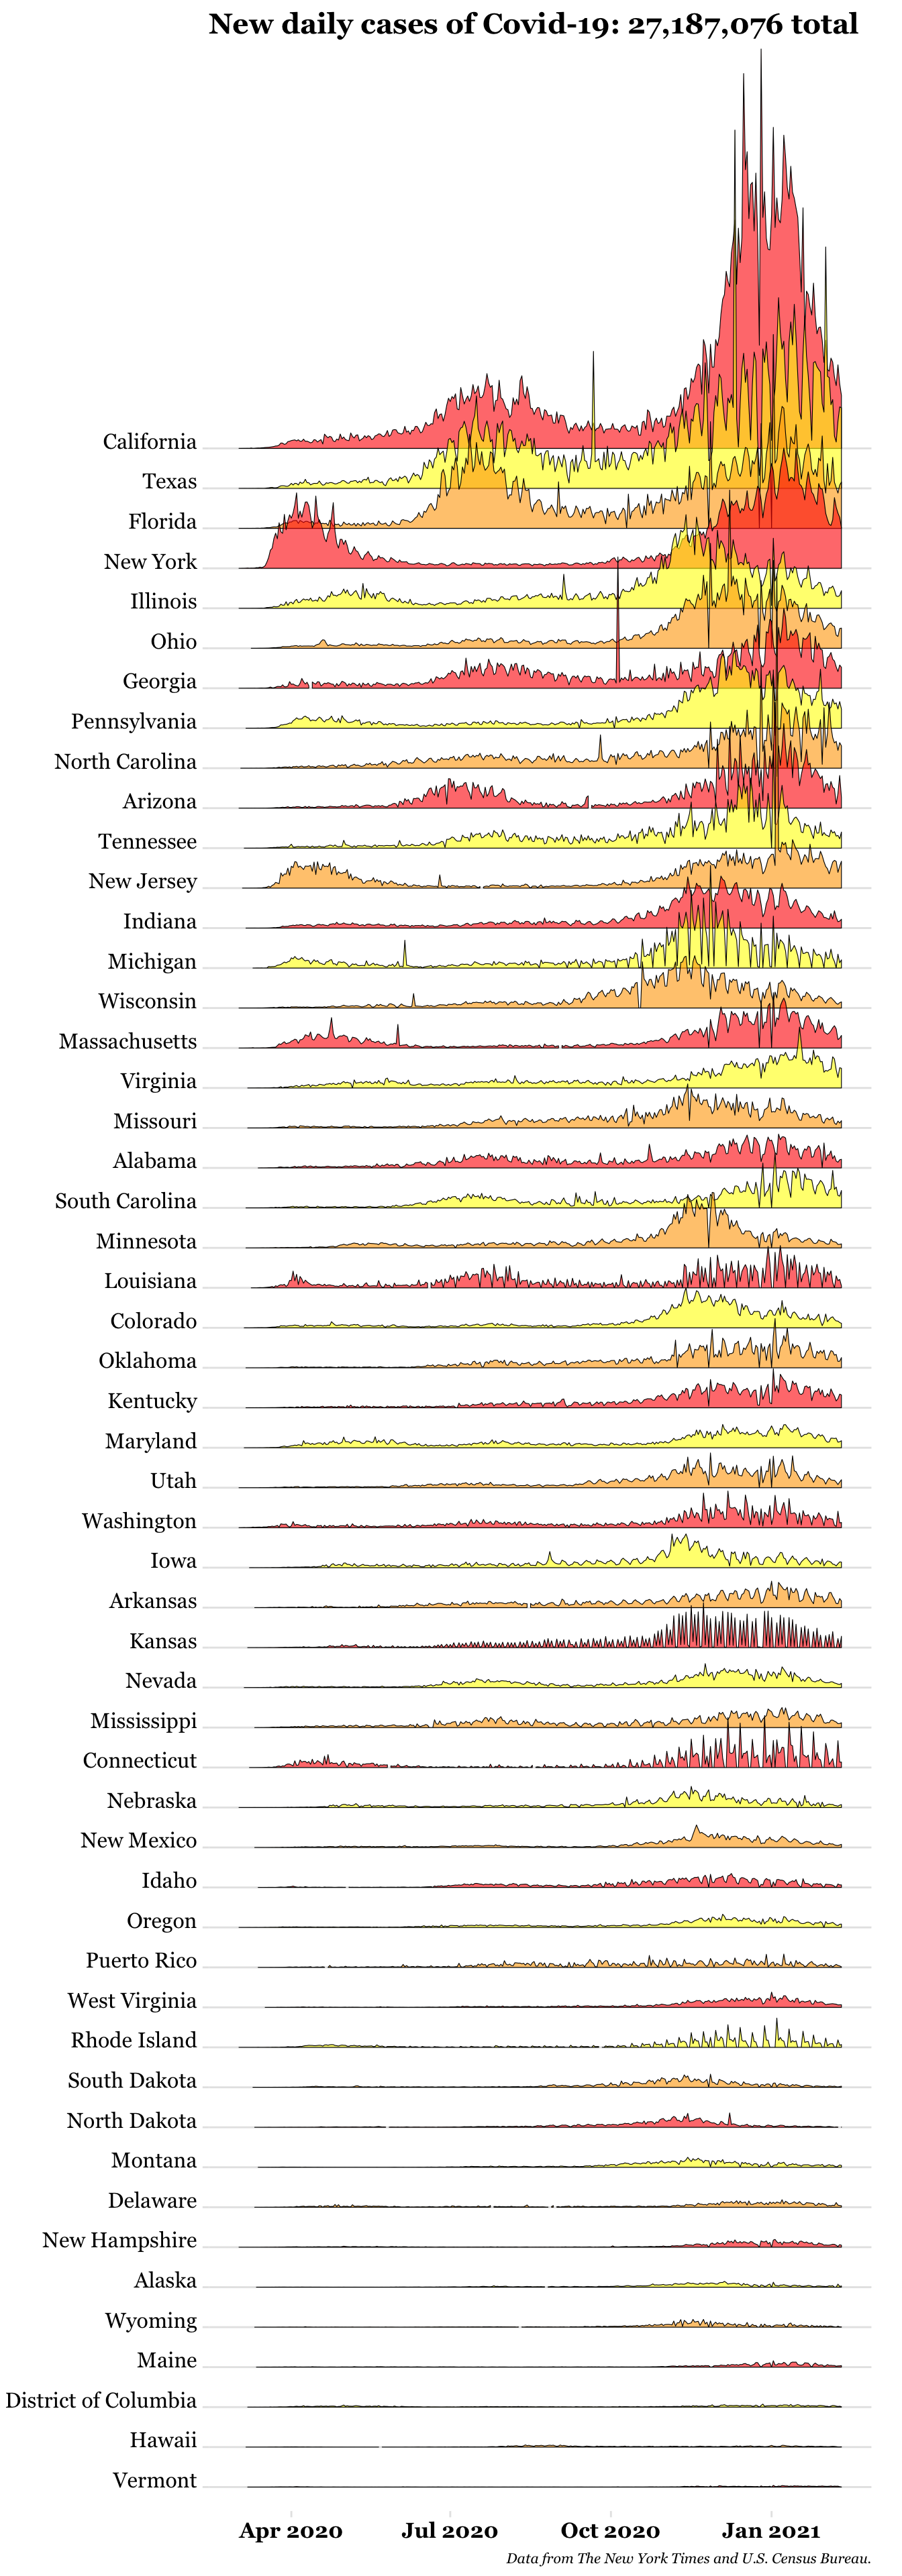 New daily cases of Covid-19: 27,187,076 total
California
Texas
Florida
New York
Illinois
Ohio
Georgia
Pennsylvania
North Carolina
Arizona
Tennessee
New Jersey
Indiana
Michigan
Wisconsin
Massachusetts
Virginia
Missouri
Alabama
South Carolina
Minnesota
Louisiana
Colorado
Oklahoma
Kentucky
Maryland
Utah
Washington
Iowa
Arkansas
Kansas
Nevada
Mississippi
Connecticut
Nebraska
New Mexico
Idaho
Oregon
Puerto Rico
West Virginia
Rhode Island
South Dakota
North Dakota
Montana
Delaware
New Hampshire
Alaska
Wyoming
Maine
District of Columbia
Hawaii
Vermont
Apr 2020 Jul 2020 Oct 2020 Jan 2021
Data from The New York Times and U.S. Census Bureau.